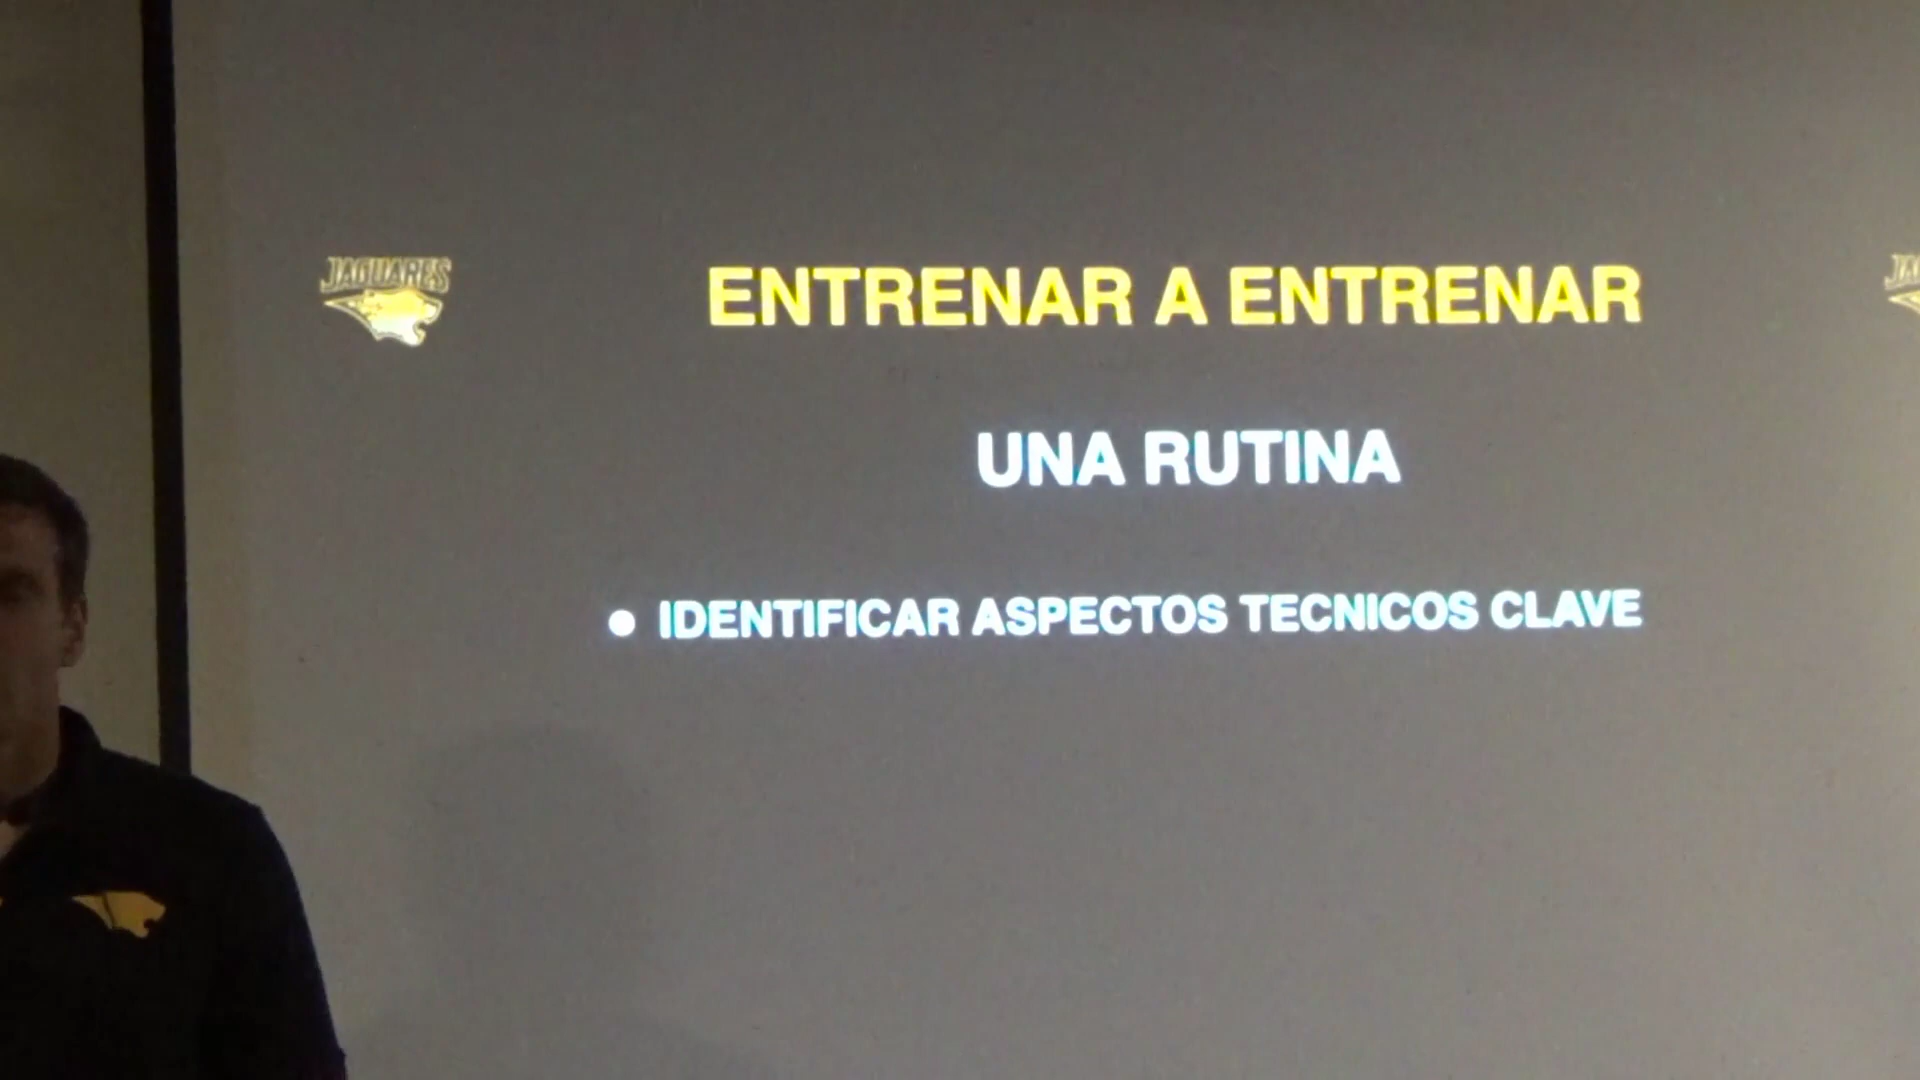 JAGUARES
ENTRENAR A ENTRENAR
UNA RUTINA
● IDENTIFICAR ASPECTOS TECNICOS CLAVE